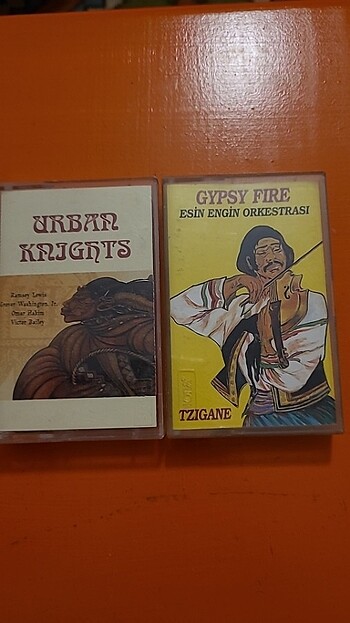 URBAN
KNIGHTS
Ramsey Lewis
Grover Washington, Jr.
Omar Hakim
Victor Bailey
GYPSY FIRE
ESİN ENGİN ORKESTRASI
TZIGANE